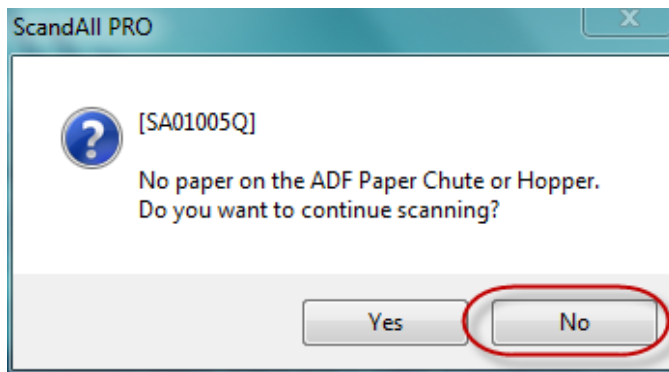 ScandAll PRO
[SA01005Q]
No paper on the ADF Paper Chute or Hopper.
Do you want to continue scanning?
Yes
No